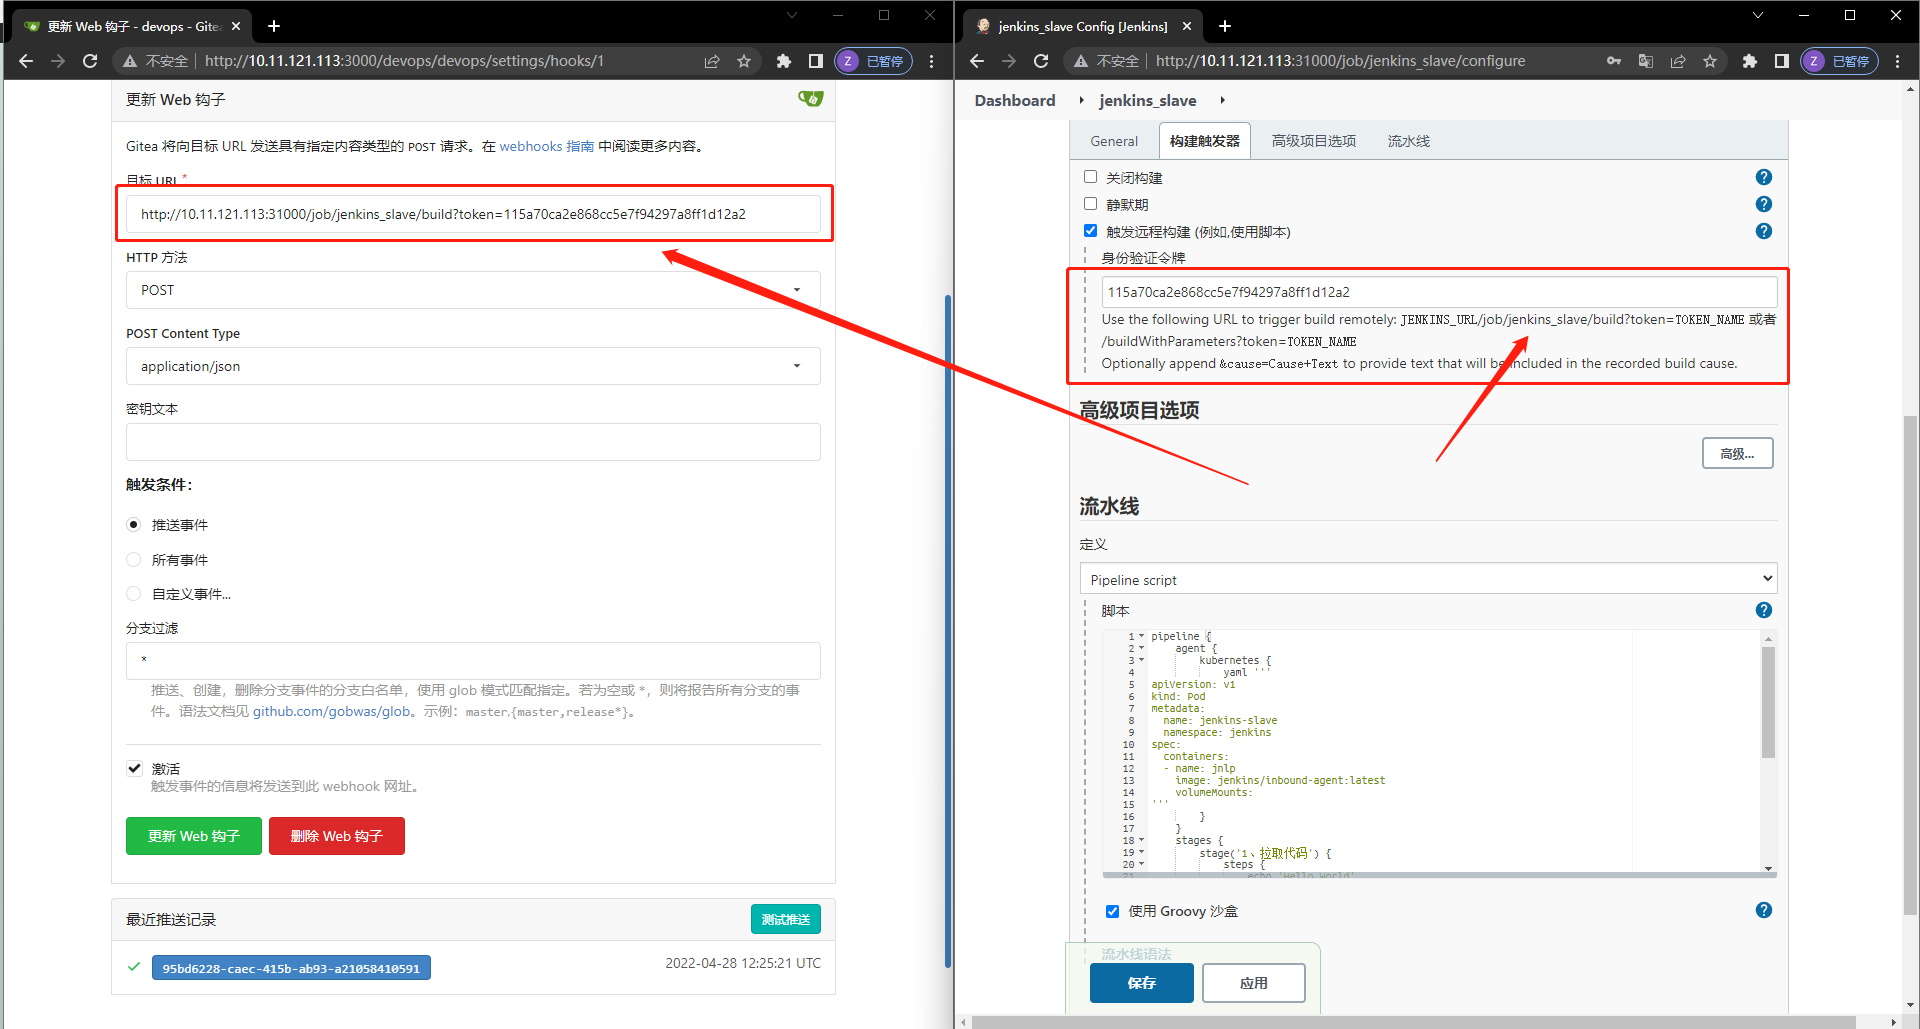 更新 Web 钩子 - devops - Gite
不安全
http://10.11.121.113:3000/devops/devops/settings/hooks/1
Z 已暂停
更新 Web 钩子
Gitea 将向目标 URL 发送具有指定内容类型的 POST 请求。在 webhooks 指南 中阅读更多内容。
目标 URL *
http://10.11.121.113:31000/job/jenkins_slave/build?token=115a70ca2e868cc5e7f94297a8ff1d12a2
HTTP 方法
POST
POST Content Type
application/json
密钥文本
触发条件：
推送事件
所有事件
自定义事件...
分支过滤
*
推送、创建，删除分支事件的分支白名单，使用 glob 模式匹配指定。若为空或 *，则将报告所有分支的事
件。语法文档见 github.com/gobwas/glob。示例：master,{master,release*}。
激活
触发事件的信息将发送到此 webhook 网址。
更新 Web 钩子
删除 Web 钩子
最近推送记录
测试推送
95bd6228-caec-415b-ab93-a21058410591
2022-04-28 12:25:21 UTC
jenkins_slave Config [Jenkins]
不安全
http://10.11.121.113:31000/job/jenkins_slave/configure
Z 已暂停
Dashboard
jenkins_slave
General
构建触发器
高级项目选项
流水线
关闭构建
静默期
触发远程构建 (例如,使用脚本)
身份验证令牌
115a70ca2e868cc5e7f94297a8ff1d12a2
Use the following URL to trigger build remotely: JENKINS_URL/job/jenkins_slave/build?token=TOKEN_NAME 或者
/buildWithParameters?token=TOKEN_NAME
Optionally append &cause=Cause+Text to provide text that will be included in the recorded build cause.
高级项目选项
高级...
流水线
定义
Pipeline script
脚本
1 pipeline {
2 agent {
3 kubernetes {
4 yaml '''
5 apiVersion: v1
6 kind: Pod
7 metadata:
8 name: jenkins-slave
9 namespace: jenkins
10 spec:
11 containers:
12 - name: jnlp
13 image: jenkins/inbound-agent:latest
14 volumeMounts:
15 '''
16 }
17 }
18 stages {
19 stage('1、拉取代码') {
20 steps {
21 echo 'Hello World'
使用 Groovy 沙盒
流水线语法
保存
应用